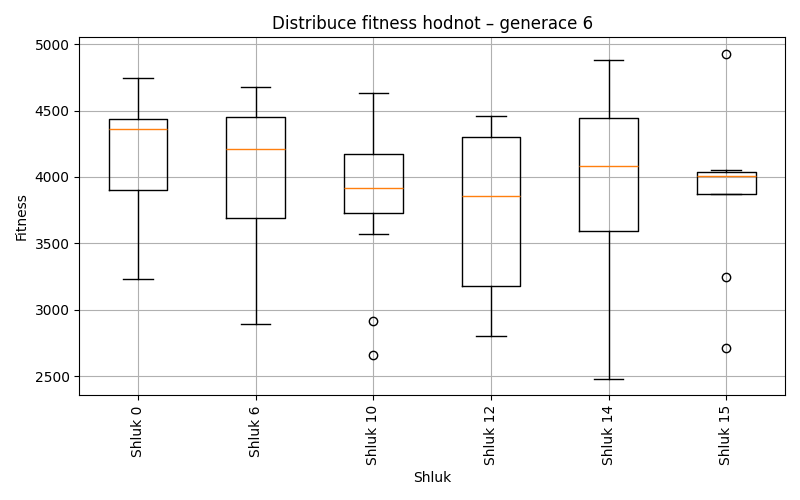 Distribuce fitness hodnot – generace 6
Fitness
5000
4500
4000
3500
3000
2500
Shluk 0
Shluk 6
Shluk 10
Shluk 12
Shluk 14
Shluk 15
Shluk